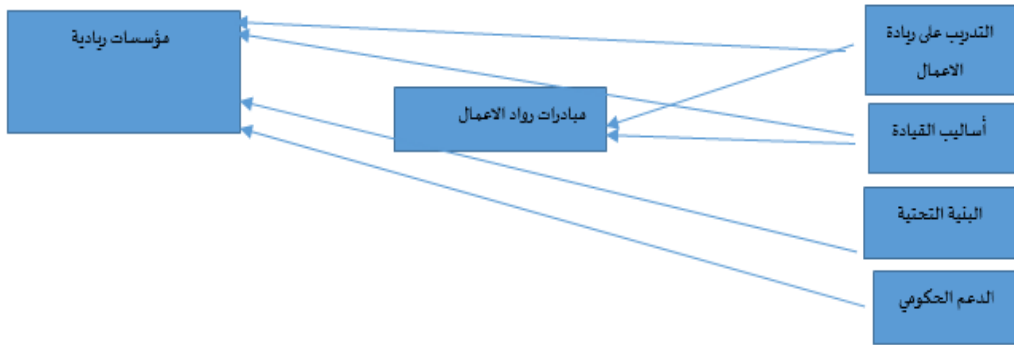 التدريب على ريادة
الاعمال
مؤسسات ريادية
مبادرات رواد الاعمال
أساليب القيادة
البنية التحتية
الدعم الحكومي